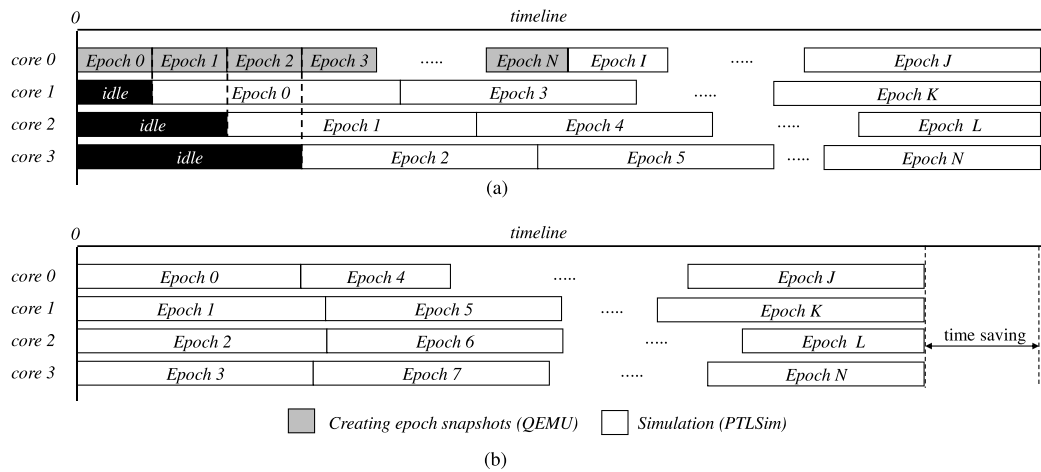 0 timeline
core 0 Epoch 0 Epoch 1 Epoch 2 Epoch 3 ..... Epoch N Epoch I ..... Epoch J
core 1 idle Epoch 0 Epoch 3 ..... Epoch K
core 2 idle Epoch 1 Epoch 4 ..... Epoch L
core 3 idle Epoch 2 Epoch 5 ..... Epoch N
(a)
0 timeline
core 0 Epoch 0 Epoch 4 ..... Epoch J
core 1 Epoch 1 Epoch 5 ..... Epoch K
core 2 Epoch 2 Epoch 6 ..... Epoch L time saving
core 3 Epoch 3 Epoch 7 ..... Epoch N
Creating epoch snapshots (QEMU) Simulation (PTLSim)
(b)